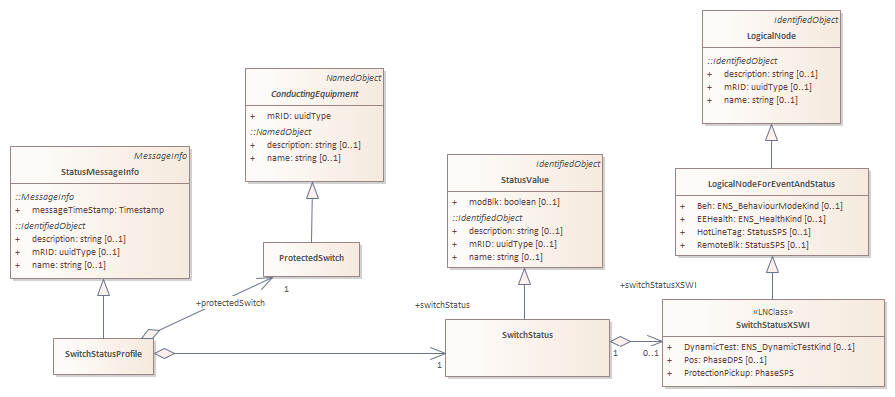 IdentifiedObject
LogicalNode
::IdentifiedObject
+ description: string [0..1]
+ mRID: uuidType [0..1]
+ name: string [0..1]
NamedObject
ConductingEquipment
+ mRID: uuidType
::NamedObject
+ description: string [0..1]
+ name: string [0..1]
MessageInfo
StatusMessageInfo
::MessageInfo
+ messageTimeStamp: Timestamp
::IdentifiedObject
+ description: string [0..1]
+ mRID: uuidType [0..1]
+ name: string [0..1]
IdentifiedObject
StatusValue
+ modBlk: boolean [0..1]
::IdentifiedObject
+ description: string [0..1]
+ mRID: uuidType [0..1]
+ name: string [0..1]
LogicalNodeForEventAndStatus
+ Beh: ENS_BehaviourModeKind [0..1]
+ EEHealth: ENS_HealthKind [0..1]
+ HotLineTag: StatusSPS [0..1]
+ RemoteBlk: StatusSPS [0..1]
ProtectedSwitch
+protectedSwitch
1
+switchStatus
+switchStatusXSWI
SwitchStatusProfile
1
SwitchStatus
1
0..1
«LNClass»
SwitchStatusXSWI
+ DynamicTest: ENS_DynamicTestKind [0..1]
+ Pos: PhaseDPS [0..1]
+ ProtectionPickup: PhaseSPS